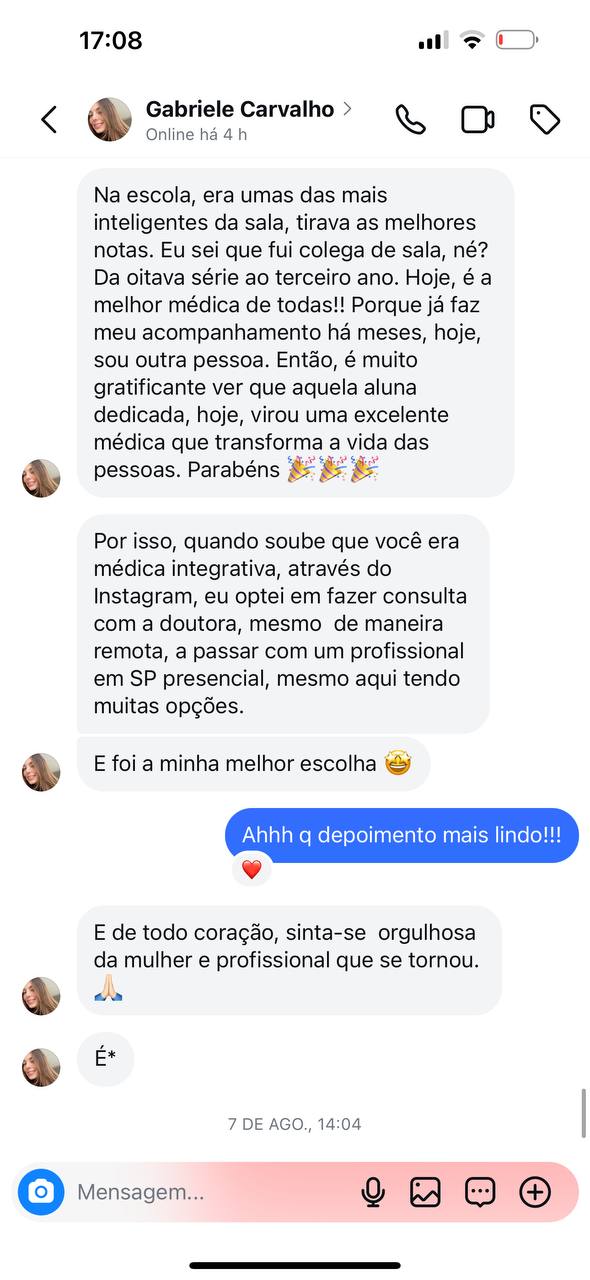 17:08
Gabriele Carvalho
Online há 4 h
Na escola, era umas das mais
inteligentes da sala, tirava as melhores
notas. Eu sei que fui colega de sala, né?
Da oitava série ao terceiro ano. Hoje, é a
melhor médica de todas!! Porque já faz
meu acompanhamento há meses, hoje,
sou outra pessoa. Então, é muito
gratificante ver que aquela aluna
dedicada, hoje, virou uma excelente
médica que transforma a vida das
pessoas. Parabéns 🎉🎉🎉
Por isso, quando soube que você era
médica integrativa, através do
Instagram, eu optei em fazer consulta
com a doutora, mesmo  de maneira
remota, a passar com um profissional
em SP presencial, mesmo aqui tendo
muitas opções.
E foi a minha melhor escolha 🤩
Ahhh q depoimento mais lindo!!!
❤️
E de todo coração, sinta-se  orgulhosa
da mulher e profissional que se tornou.
🙏🏻
É*
7 DE AGO., 14:04
Mensagem...